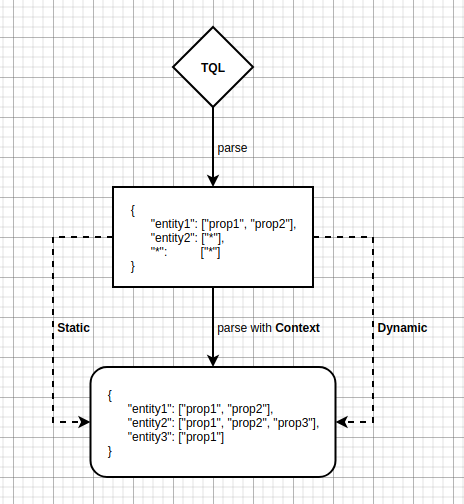 TQL
parse
{
"entity1": ["prop1", "prop2"],
"entity2": ["*"],
"*": ["*"]
}
Static
parse with Context
Dynamic
{
"entity1": ["prop1", "prop2"],
"entity2": ["prop1", "prop2", "prop3"],
"entity3": ["prop1"]
}